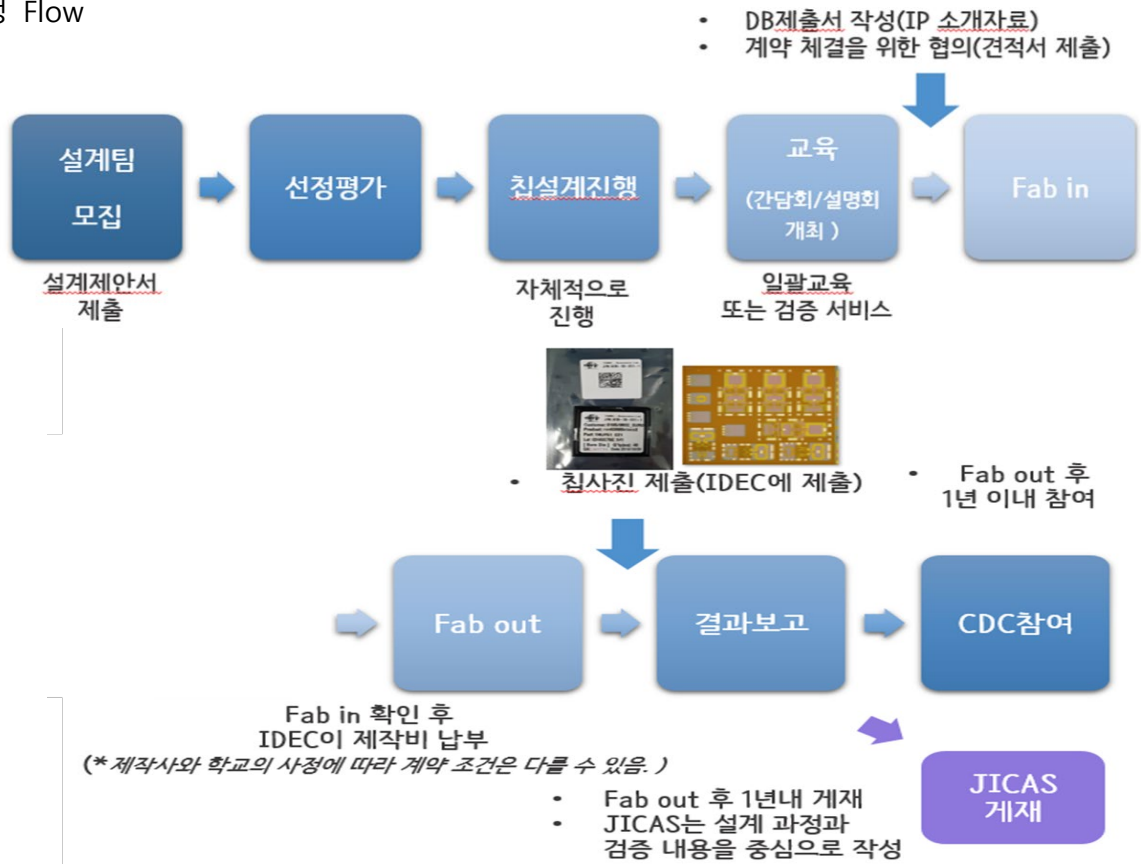 Flow
• DB제출서 작성(IP 소개자료)
• 계약 체결을 위한 협의(견적서 제출)
설계팀
모집
선정평가
칩설계진행
교육
(간담회/설명회
개최 )
Fab in
설계제안서
제출
자체적으로
진행
일괄교육
또는 검증 서비스
• 칩사진 제출(IDEC에 제출)
• Fab out 후
1년 이내 참여
Fab out
결과보고
CDC참여
Fab in 확인 후
IDEC이 제작비 납부
(* 제작사와 학교의 사정에 따라 계약 조건은 다를 수 있음. )
JICAS
게재
• Fab out 후 1년내 게재
• JICAS는 설계 과정과
검증 내용을 중심으로 작성